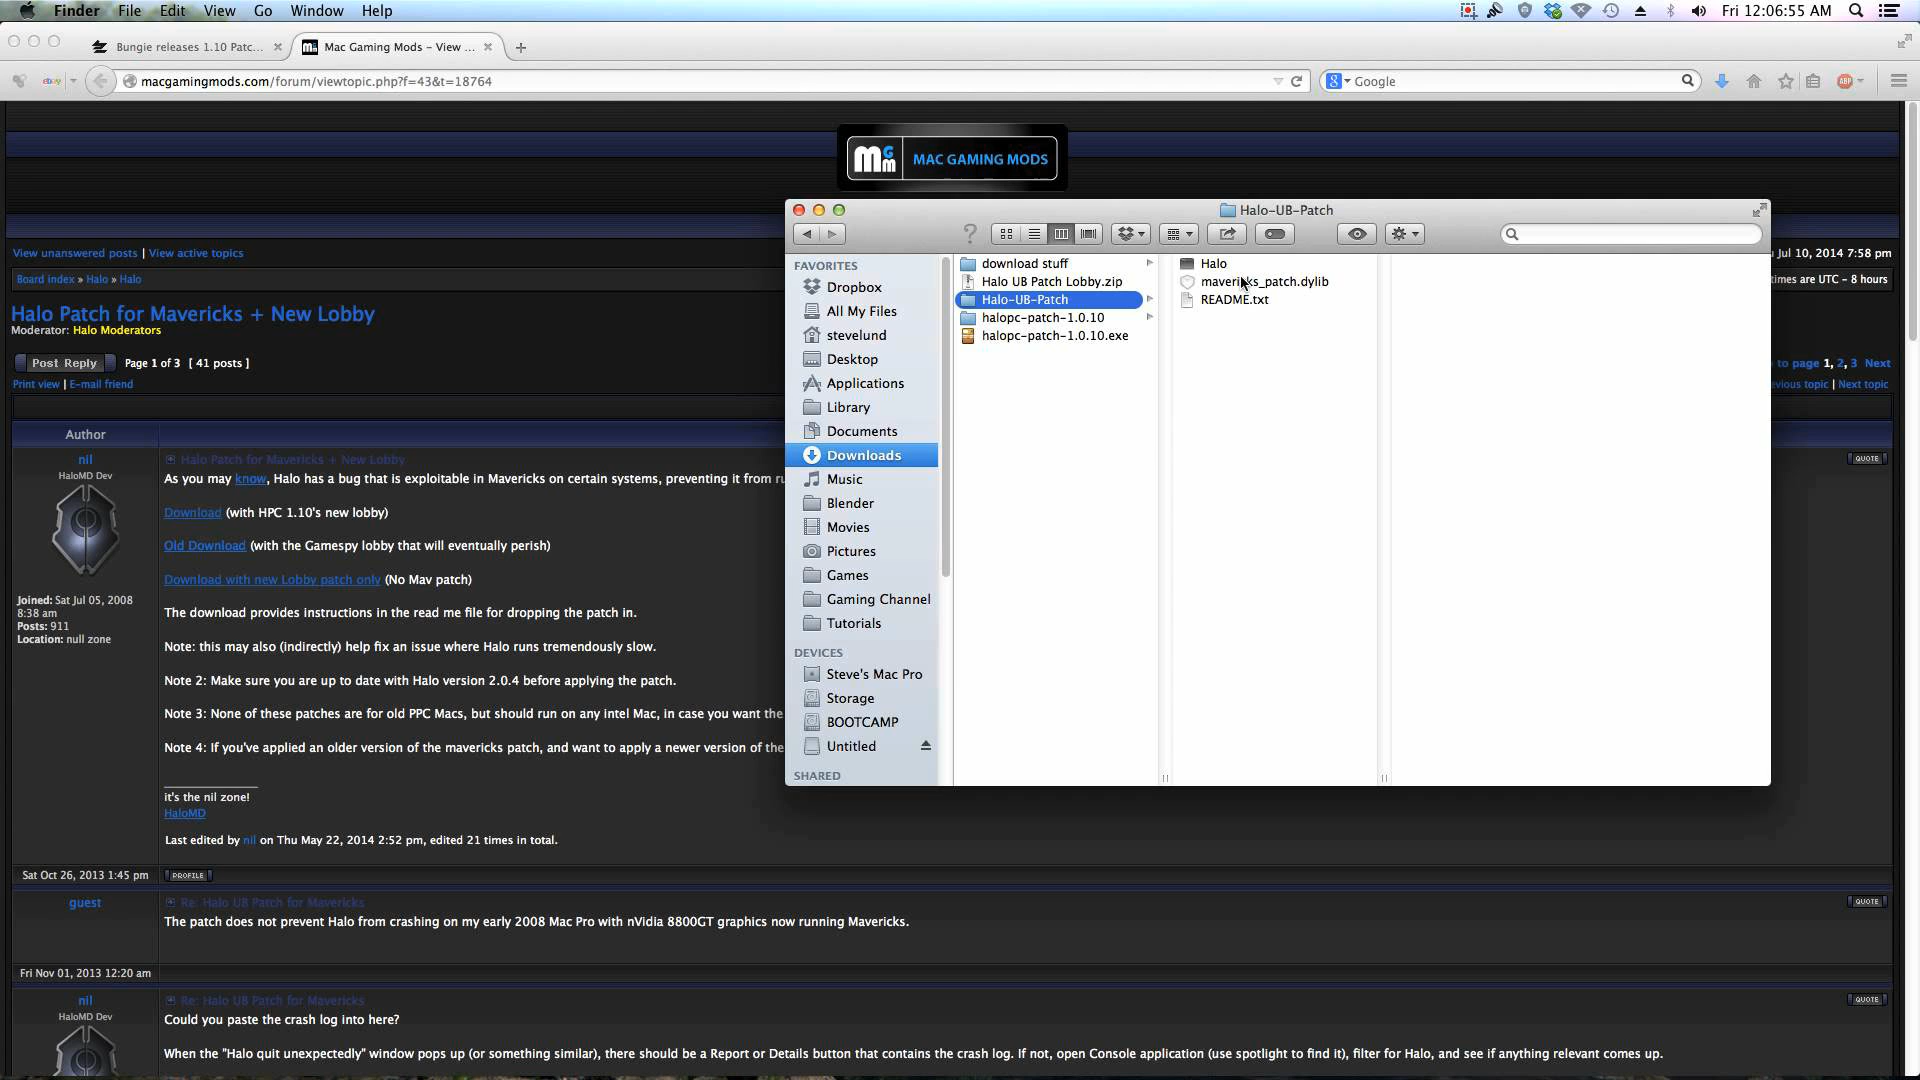 Finder File Edit View Go Window Help
Fri 12:06:55 AM
Bungie releases 1.10 Patc...
Mac Gaming Mods - View ...
ebay
macgamingmods.com/forum/viewtopic.php?f=43&t=18764
Google
ABP
MGM MAC GAMING MODS
View unanswered posts | View active topics
Jul 10, 2014 7:58 pm
Board index » Halo » Halo
times are UTC - 8 hours
Halo Patch for Mavericks + New Lobby
Moderator: Halo Moderators
Post Reply Page 1 of 3 [ 41 posts ]
to page 1, 2, 3 Next
Print view | E-mail friend
Next topic
Author
nil
HaloMD Dev
Joined: Sat Jul 05, 2008
8:38 am
Posts: 911
Location: null zone
Halo Patch for Mavericks + New Lobby
QUOTE
As you may know, Halo has a bug that is exploitable in Mavericks on certain systems, preventing it from
Download (with HPC 1.10's new lobby)
Old Download (with the Gamespy lobby that will eventually perish)
Download with new Lobby patch only (No Mav patch)
The download provides instructions in the read me file for dropping the patch in.
Note: this may also (indirectly) help fix an issue where Halo runs tremendously slow.
Note 2: Make sure you are up to date with Halo version 2.0.4 before applying the patch.
Note 3: None of these patches are for old PPC Macs, but should run on any intel Mac, in case you want the
Note 4: If you've applied an older version of the mavericks patch, and want to apply a newer version of the
it's the nil zone!
HaloMD
Last edited by nil on Thu May 22, 2014 2:52 pm, edited 21 times in total.
Sat Oct 26, 2013 1:45 pm
PROFILE
guest
Re: Halo UB Patch for Mavericks
QUOTE
The patch does not prevent Halo from crashing on my early 2008 Mac Pro with nVidia 8800GT graphics now running Mavericks.
Fri Nov 01, 2013 12:20 am
nil
HaloMD Dev
Re: Halo UB Patch for Mavericks
QUOTE
Could you paste the crash log into here?
When the "Halo quit unexpectedly" window pops up (or something similar), there should be a Report or Details button that contains the crash log. If not, open Console application (use spotlight to find it), filter for Halo, and see if anything relevant comes up.
Halo-UB-Patch
FAVORITES
Dropbox
All My Files
stevelund
Desktop
Applications
Library
Documents
Downloads
Music
Blender
Movies
Pictures
Games
Gaming Channel
Tutorials
DEVICES
Steve's Mac Pro
Storage
BOOTCAMP
Untitled
SHARED
download stuff
Halo UB Patch Lobby.zip
Halo-UB-Patch
halopc-patch-1.0.10
halopc-patch-1.0.10.exe
Halo
mavericks_patch.dylib
README.txt